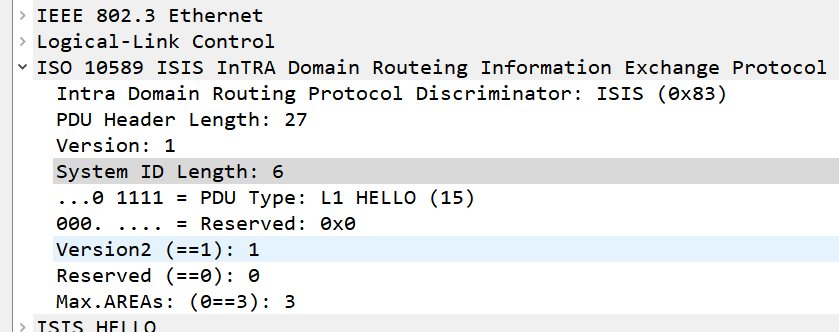 IEEE 802.3 Ethernet
Logical-Link Control
ISO 10589 ISIS InTRA Domain Routeing Information Exchange Protocol
Intra Domain Routing Protocol Discriminator: ISIS (0x83)
PDU Header Length: 27
Version: 1
System ID Length: 6
...0 1111 = PDU Type: L1 HELLO (15)
000. .... = Reserved: 0x0
Version2 (==1): 1
Reserved (==0): 0
Max.AREAs: (0==3): 3
ISIS HELLO